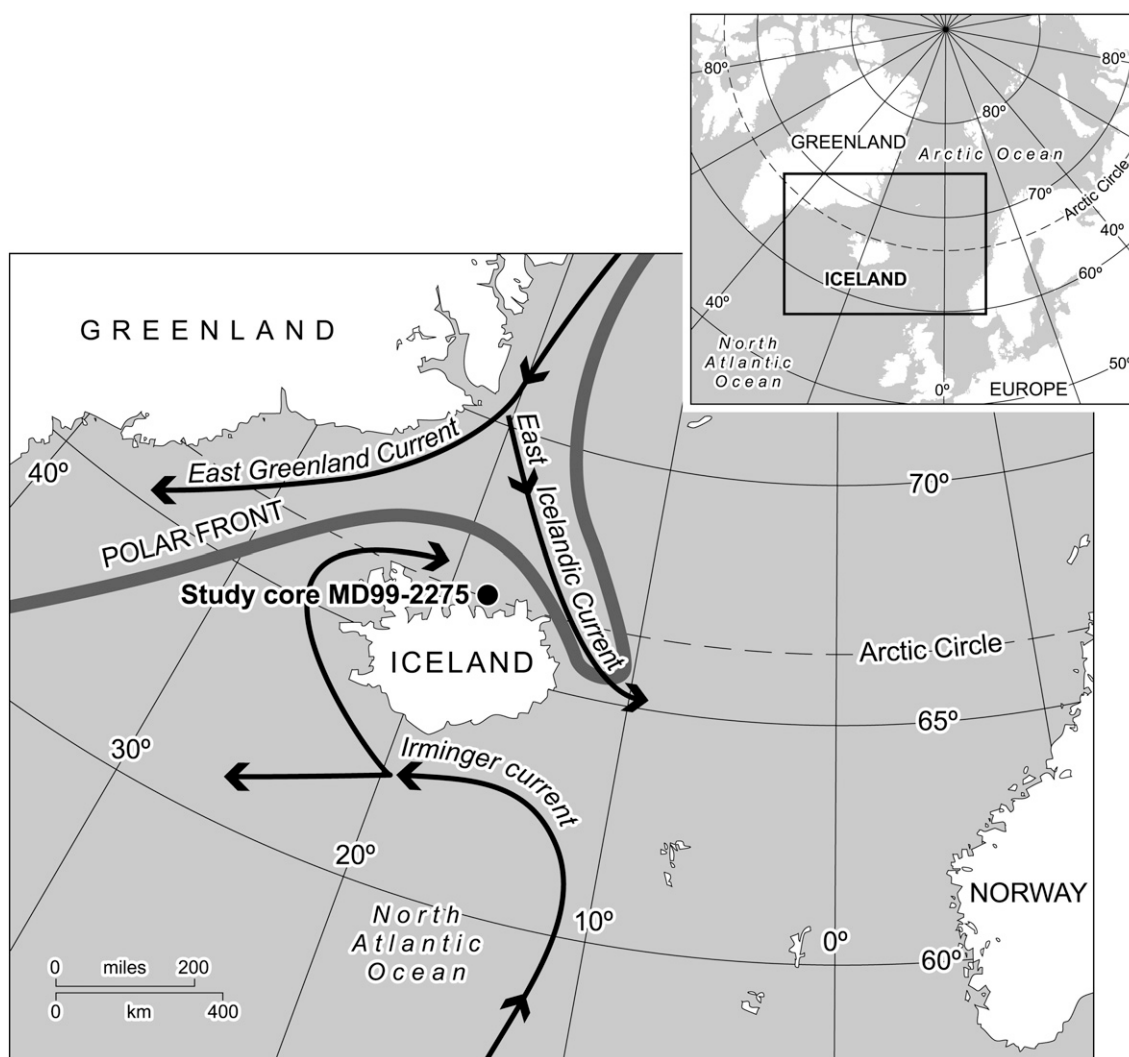 80º
80º
80º
GREENLAND
Arctic Ocean
70º
Arctic Circle
40º
60º
ICELAND
40º
North
Atlantic
Ocean
0º
EUROPE
50º
GREENLAND
East Greenland Current
East Icelandic Current
40º
70º
POLAR FRONT
Study core MD99-2275
Arctic Circle
ICELAND
65º
30º
Irminger current
20º
NORWAY
North
Atlantic
Ocean
10º
0º
60º
0 miles 200
0 km 400